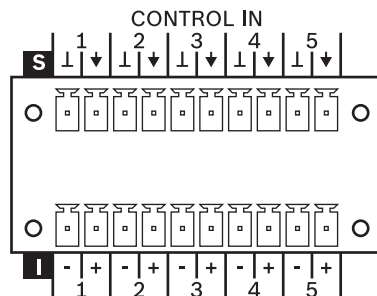 CONTROL IN
1 2 3 4 5
S ⊥ ↓ ⊥ ↓ ⊥ ↓ ⊥ ↓ ⊥ ↓
I - + - + - + - + - +
1 2 3 4 5